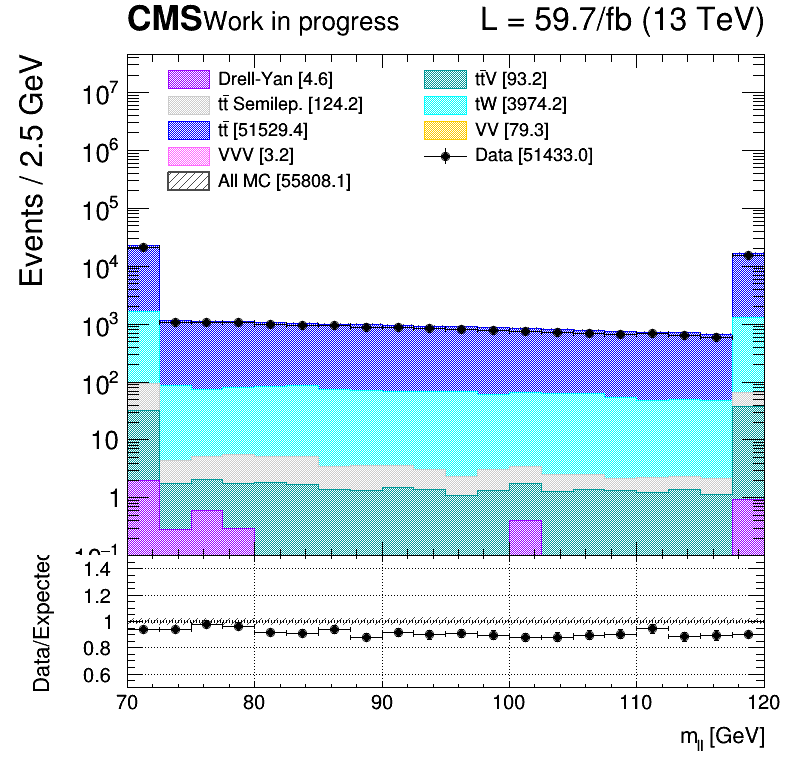 CMS Work in progress L = 59.7/fb (13 TeV)
Events / 2.5 GeV
Drell-Yan [4.6]
tt̄ Semilep. [124.2]
tt̄ [51529.4]
VVV [3.2]
All MC [55808.1]
tt̄V [93.2]
tW [3974.2]
VV [79.3]
Data [51433.0]
10⁷
10⁶
10⁵
10⁴
10³
10²
10
1
10⁻¹
Data/Expected
1.4
1.2
1
0.8
0.6
70 80 90 100 110 120
m_ll [GeV]